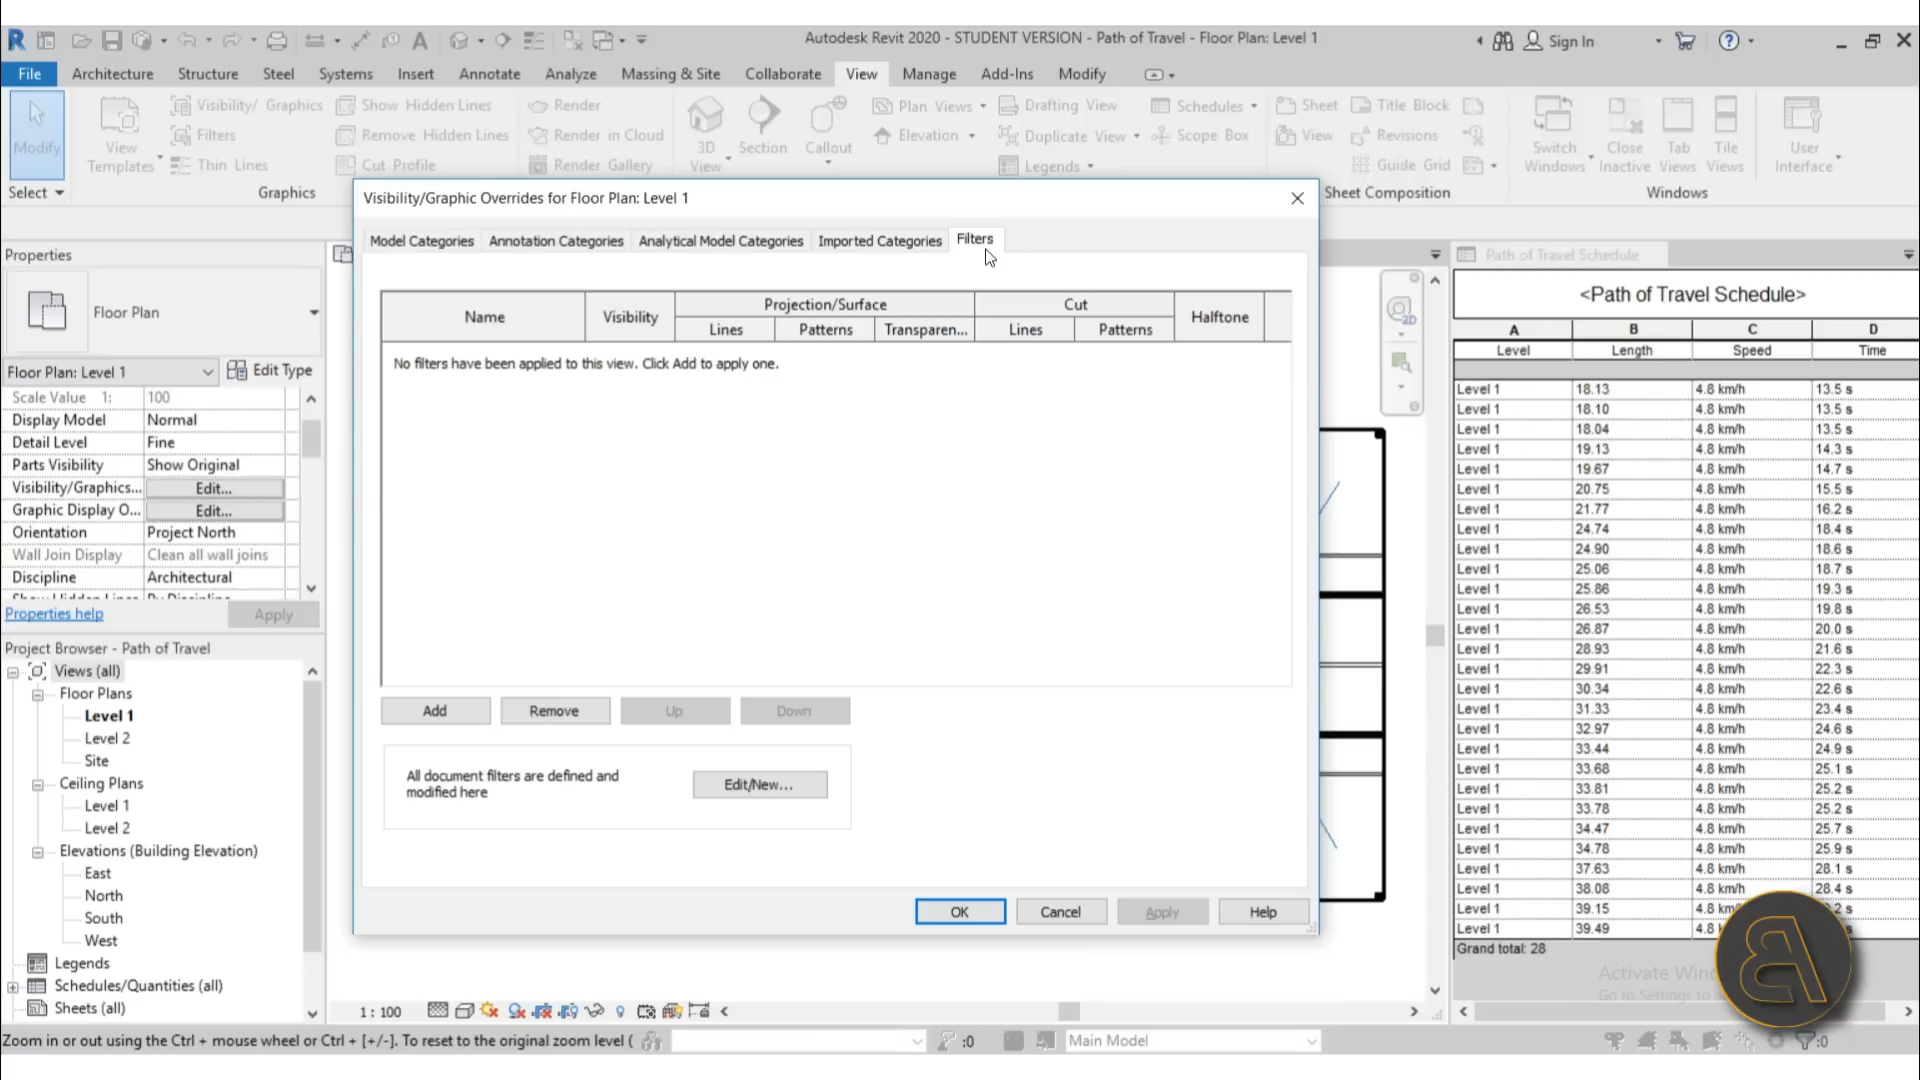 Autodesk Revit 2020 - STUDENT VERSION - Path of Travel - Floor Plan: Level 1
Sign In
File Architecture Structure Steel Systems Insert Annotate Analyze Massing & Site Collaborate View Manage Add-Ins Modify
Modify
View Templates
Visibility/ Graphics
Filters
Thin Lines
Show Hidden Lines
Remove Hidden Lines
Cut Profile
Render
Render in Cloud
Render Gallery
3D View
Section
Callout
Plan Views
Elevation
Drafting View
Duplicate View
Legends
Schedules
Scope Box
Sheet
View
Title Block
Revisions
Guide Grid
Switch Windows
Close Inactive
Tab Views
Tile Views
User Interface
Select
Graphics
Sheet Composition
Windows
Properties
Floor Plan
Floor Plan: Level 1
Edit Type
Scale Value 1: 100
Display Model Normal
Detail Level Fine
Parts Visibility Show Original
Visibility/Graphics... Edit...
Graphic Display O... Edit...
Orientation Project North
Wall Join Display Clean all wall joins
Discipline Architectural
Properties help
Apply
Project Browser - Path of Travel
Views (all)
Floor Plans
Level 1
Level 2
Site
Ceiling Plans
Level 1
Level 2
Elevations (Building Elevation)
East
North
South
West
Legends
Schedules/Quantities (all)
Sheets (all)
Visibility/Graphic Overrides for Floor Plan: Level 1
Model Categories Annotation Categories Analytical Model Categories Imported Categories Filters
Name Visibility Projection/Surface Cut Halftone
Lines Patterns Transparen... Lines Patterns
No filters have been applied to this view. Click Add to apply one.
Add Remove Up Down
All document filters are defined and
modified here
Edit/New...
OK Cancel Apply Help
2D
Path of Travel Schedule
<Path of Travel Schedule>
A B C D
Level Length Speed Time
Level 1 18.13 4.8 km/h 13.5 s
Level 1 18.10 4.8 km/h 13.5 s
Level 1 18.04 4.8 km/h 13.5 s
Level 1 19.13 4.8 km/h 14.3 s
Level 1 19.67 4.8 km/h 14.7 s
Level 1 20.75 4.8 km/h 15.5 s
Level 1 21.77 4.8 km/h 16.2 s
Level 1 24.74 4.8 km/h 18.4 s
Level 1 24.90 4.8 km/h 18.6 s
Level 1 25.06 4.8 km/h 18.7 s
Level 1 25.86 4.8 km/h 19.3 s
Level 1 26.53 4.8 km/h 19.8 s
Level 1 26.87 4.8 km/h 20.0 s
Level 1 28.93 4.8 km/h 21.6 s
Level 1 29.91 4.8 km/h 22.3 s
Level 1 30.34 4.8 km/h 22.6 s
Level 1 31.33 4.8 km/h 23.4 s
Level 1 32.97 4.8 km/h 24.6 s
Level 1 33.44 4.8 km/h 24.9 s
Level 1 33.68 4.8 km/h 25.1 s
Level 1 33.81 4.8 km/h 25.2 s
Level 1 33.78 4.8 km/h 25.2 s
Level 1 34.47 4.8 km/h 25.7 s
Level 1 34.78 4.8 km/h 25.9 s
Level 1 37.63 4.8 km/h 28.1 s
Level 1 38.08 4.8 km/h 28.4 s
Level 1 39.15 4.8 km 2 s
Level 1 39.49 4.8
Grand total: 28
Activate
Go to Settings to
1 : 100
Zoom in or out using the Ctrl + mouse wheel or Ctrl + [+/-]. To reset to the original zoom level (
:0
Main Model
:0